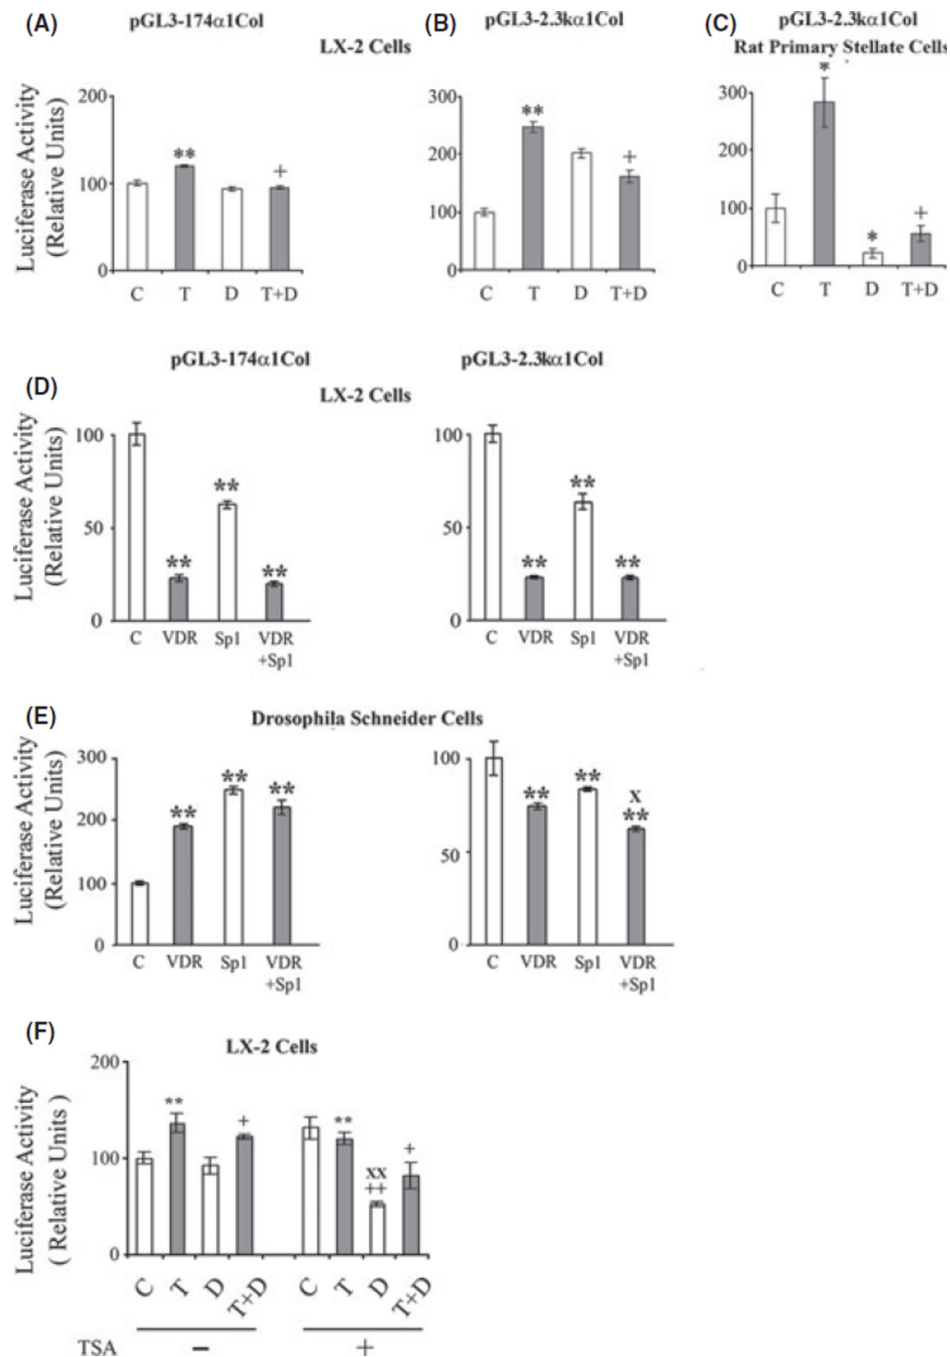 (A) pGL3-174α1Col (B) pGL3-2.3kα1Col (C) pGL3-2.3kα1Col
LX-2 Cells Rat Primary Stellate Cells
Luciferase Activity
(Relative Units)
200
100
0
**
+
C T D T+D
300
200
100
0
**
+
C T D T+D
300
200
100
0
*
*
+
C T D T+D
pGL3-174α1Col pGL3-2.3kα1Col
(D) LX-2 Cells
Luciferase Activity
(Relative Units)
100
50
0
**
**
**
C VDR Sp1 VDR
+Sp1
100
50
0
**
**
**
C VDR Sp1 VDR
+Sp1
(E) Drosophila Schneider Cells
Luciferase Activity
(Relative Units)
300
200
100
0
**
**
**
C VDR Sp1 VDR
+Sp1
100
50
0
**
**
x
**
C VDR Sp1 VDR
+Sp1
(F) LX-2 Cells
Luciferase Activity
( Relative Units )
200
100
0
** + ** xx +
++
C T D T+D C T D T+D
TSA − +